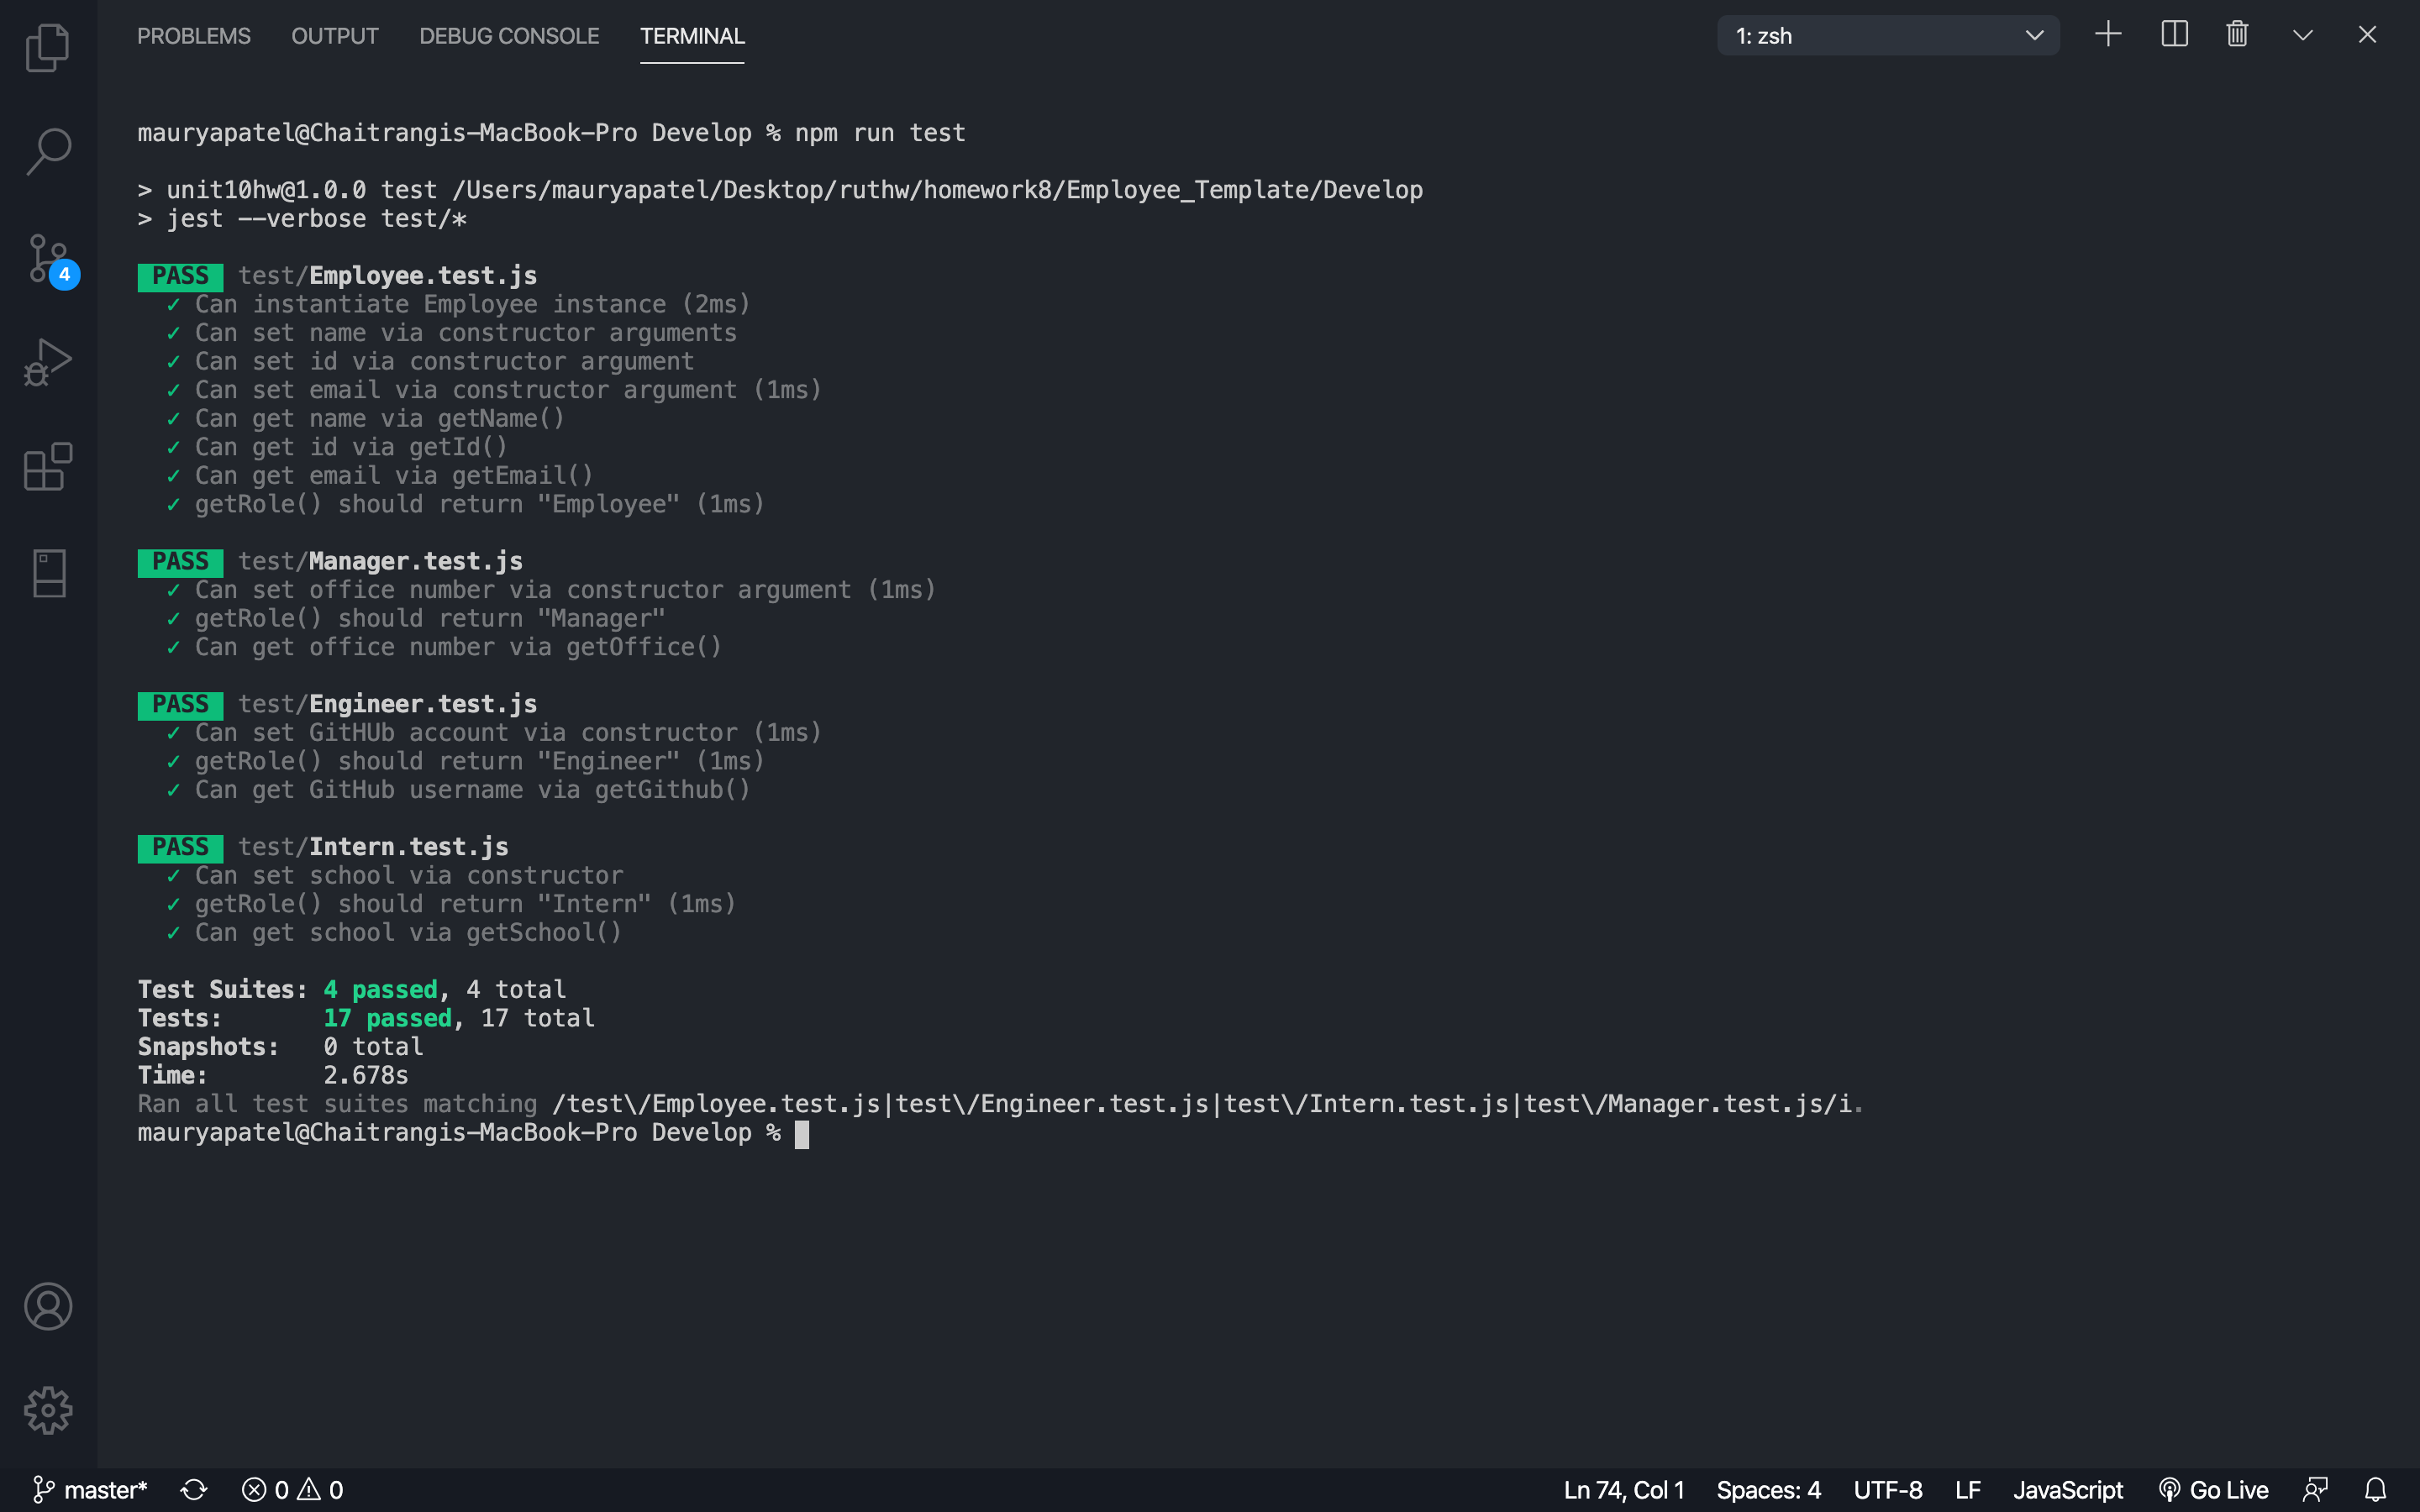 PROBLEMS OUTPUT DEBUG CONSOLE TERMINAL 1: zsh
mauryapatel@Chaitrangis-MacBook-Pro Develop % npm run test
> unit10hw@1.0.0 test /Users/mauryapatel/Desktop/ruthw/homework8/Employee_Template/Develop
> jest --verbose test/*
PASS test/Employee.test.js
✓ Can instantiate Employee instance (2ms)
✓ Can set name via constructor arguments
✓ Can set id via constructor argument
✓ Can set email via constructor argument (1ms)
✓ Can get name via getName()
✓ Can get id via getId()
✓ Can get email via getEmail()
✓ getRole() should return "Employee" (1ms)
PASS test/Manager.test.js
✓ Can set office number via constructor argument (1ms)
✓ getRole() should return "Manager"
✓ Can get office number via getOffice()
PASS test/Engineer.test.js
✓ Can set GitHUb account via constructor (1ms)
✓ getRole() should return "Engineer" (1ms)
✓ Can get GitHub username via getGithub()
PASS test/Intern.test.js
✓ Can set school via constructor
✓ getRole() should return "Intern" (1ms)
✓ Can get school via getSchool()
Test Suites: 4 passed, 4 total
Tests: 17 passed, 17 total
Snapshots: 0 total
Time: 2.678s
Ran all test suites matching /test\/Employee.test.js|test\/Engineer.test.js|test\/Intern.test.js|test\/Manager.test.js/i.
mauryapatel@Chaitrangis-MacBook-Pro Develop %
4
master* 0 0 Ln 74, Col 1 Spaces: 4 UTF-8 LF JavaScript Go Live